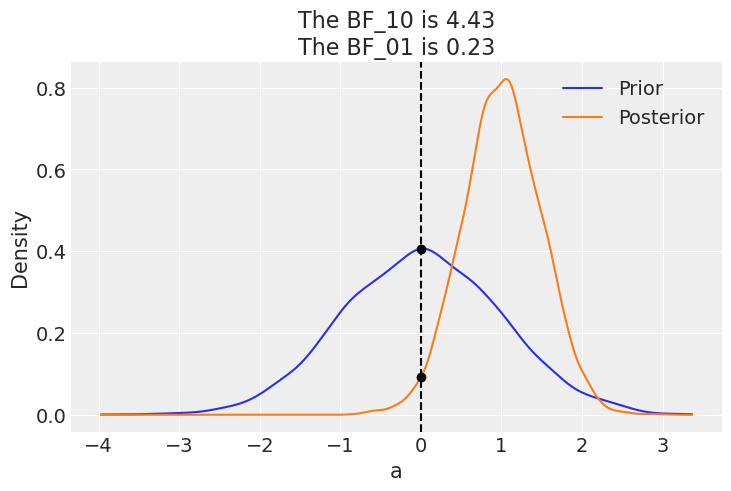 The BF_10 is 4.43
The BF_01 is 0.23
Prior
Posterior
Density
0.8
0.6
0.4
0.2
0.0
−4
−3
−2
−1
0
1
2
3
a